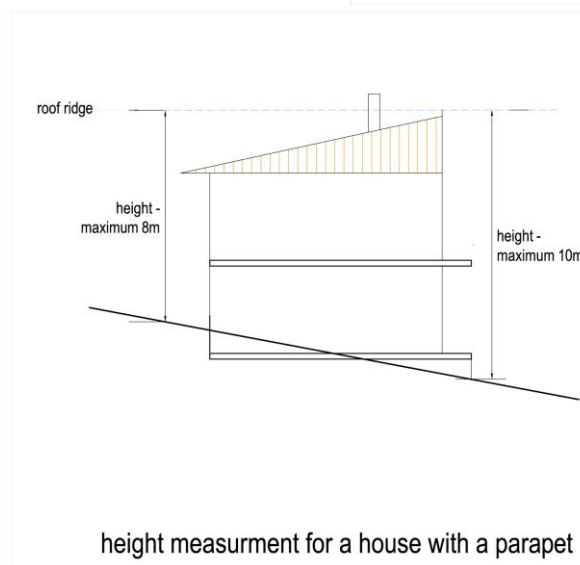 roof ridge
height -
maximum 8m
height -
maximum 10m
height measurment for a house with a parapet